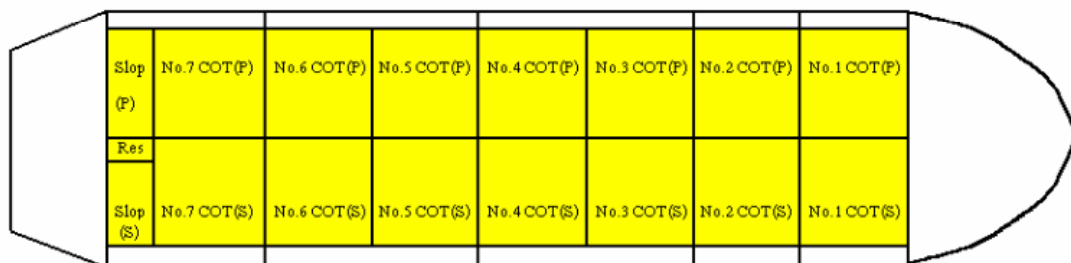 Slop No.7 COT(P) No.6 COT(P) No.5 COT(P) No.4 COT(P) No.3 COT(P) No.2 COT(P) No.1 COT(P)
(P)
Res
Slop No.7 COT(S) No.6 COT(S) No.5 COT(S) No.4 COT(S) No.3 COT(S) No.2 COT(S) No.1 COT(S)
(S)